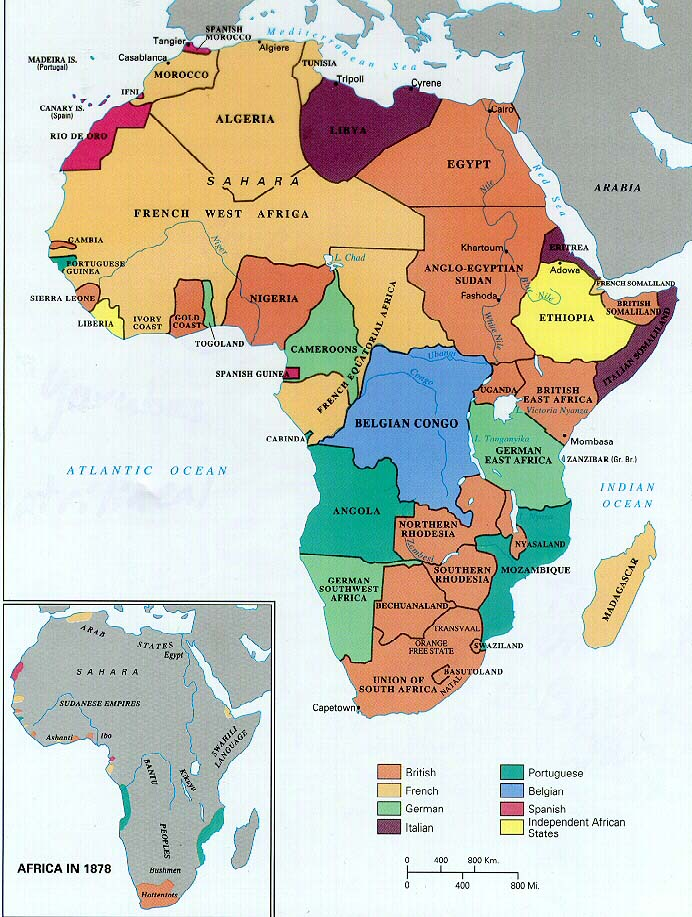 SPANISH
MOROCCO
Tangier
Mediterranean Sea
Algiere
MADEIRA IS.
(Portugal)
Casablanca
TUNISIA
MOROCCO
Tripoli
Cyrene
IFNI
CANARY IS.
(Spain)
ALGERIA
LIBYA
Cairo
RIO DE ORO
EGYPT
Nile
Red Sea
SAHARA
ARABIA
FRENCH WEST AFRICA
Niger
GAMBIA
PORTUGUESE
GUINEA
L. Chad
Khartoum
ERITREA
Adowa
ANGLO-EGYPTIAN
SUDAN
FRENCH SOMALILAND
Fashoda
Blue Nile
BRITISH
SOMALILAND
SIERRA LEONE
LIBERIA
IVORY
COAST
GOLD
COAST
NIGERIA
ETHIOPIA
White Nile
TOGOLAND
CAMEROONS
FRENCH EQUATORIAL AFRICA
ITALIAN SOMALILAND
Ubangi
SPANISH GUINEA
Congo
UGANDA
BRITISH
EAST AFRICA
L. Victoria Nyanza
BELGIAN CONGO
CABINDA
L. Tanganyika
Mombasa
GERMAN
EAST AFRICA
ZANZIBAR (Gr. Br.)
ATLANTIC OCEAN
INDIAN
OCEAN
ANGOLA
NORTHERN
RHODESIA
NYASALAND
Zambezi
MOZAMBIQUE
SOUTHERN
RHODESIA
GERMAN
SOUTHWEST
AFRICA
MADAGASCAR
BECHUANALAND
TRANSVAAL
ORANGE
FREE STATE
SWAZILAND
BASUTOLAND
UNION OF
SOUTH AFRICA
NATAL
Capetown
ARAB STATES
Egypt
SAHARA
SUDANESE EMPIRES
Ashanti
Ibo
SWAHILI
LANGUAGE
BANTU
Kikuyu
PEOPLES
Bushmen
Hottentots
AFRICA IN 1878
British
French
German
Italian
Portuguese
Belgian
Spanish
Independent African
States
0 400 800 Km.
0 400 800 Mi.